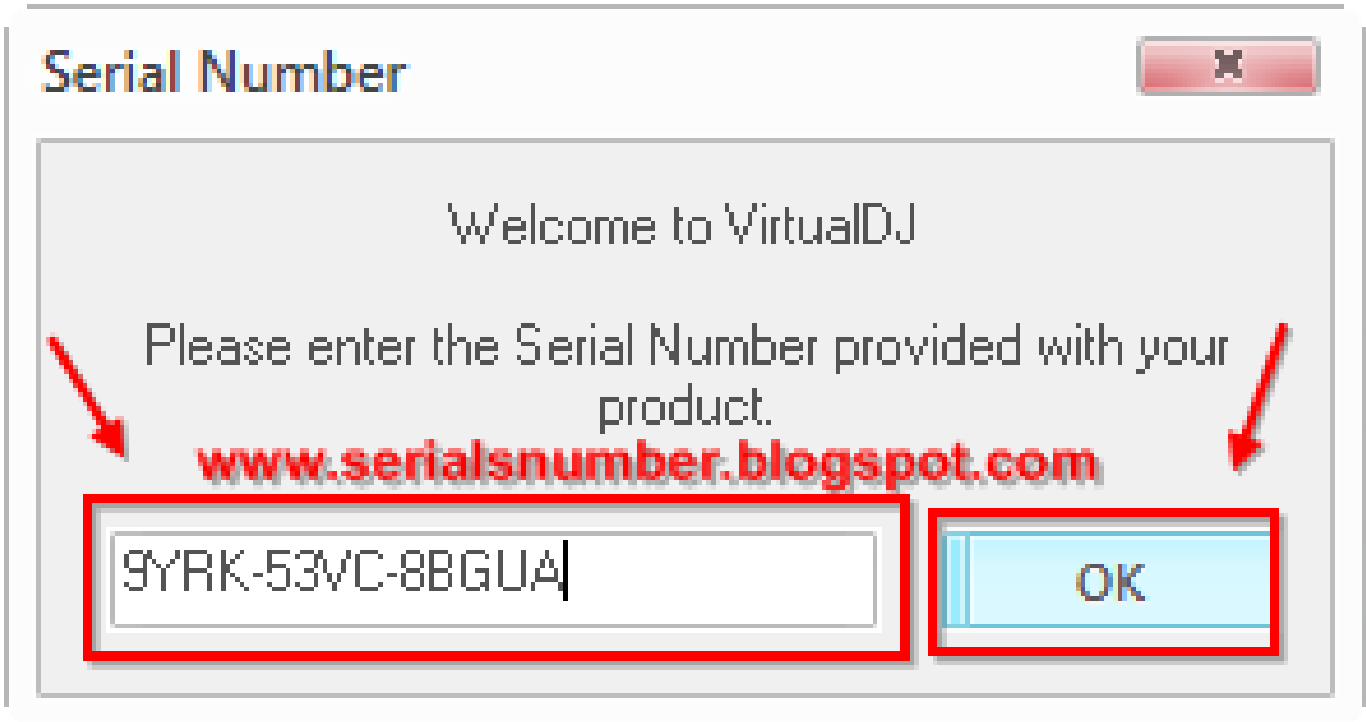 Serial Number
Welcome to VirtualDJ
Please enter the Serial Number provided with your
product.
www.serialsnumber.blogspot.com
9YRK-53VC-8BGUA
OK